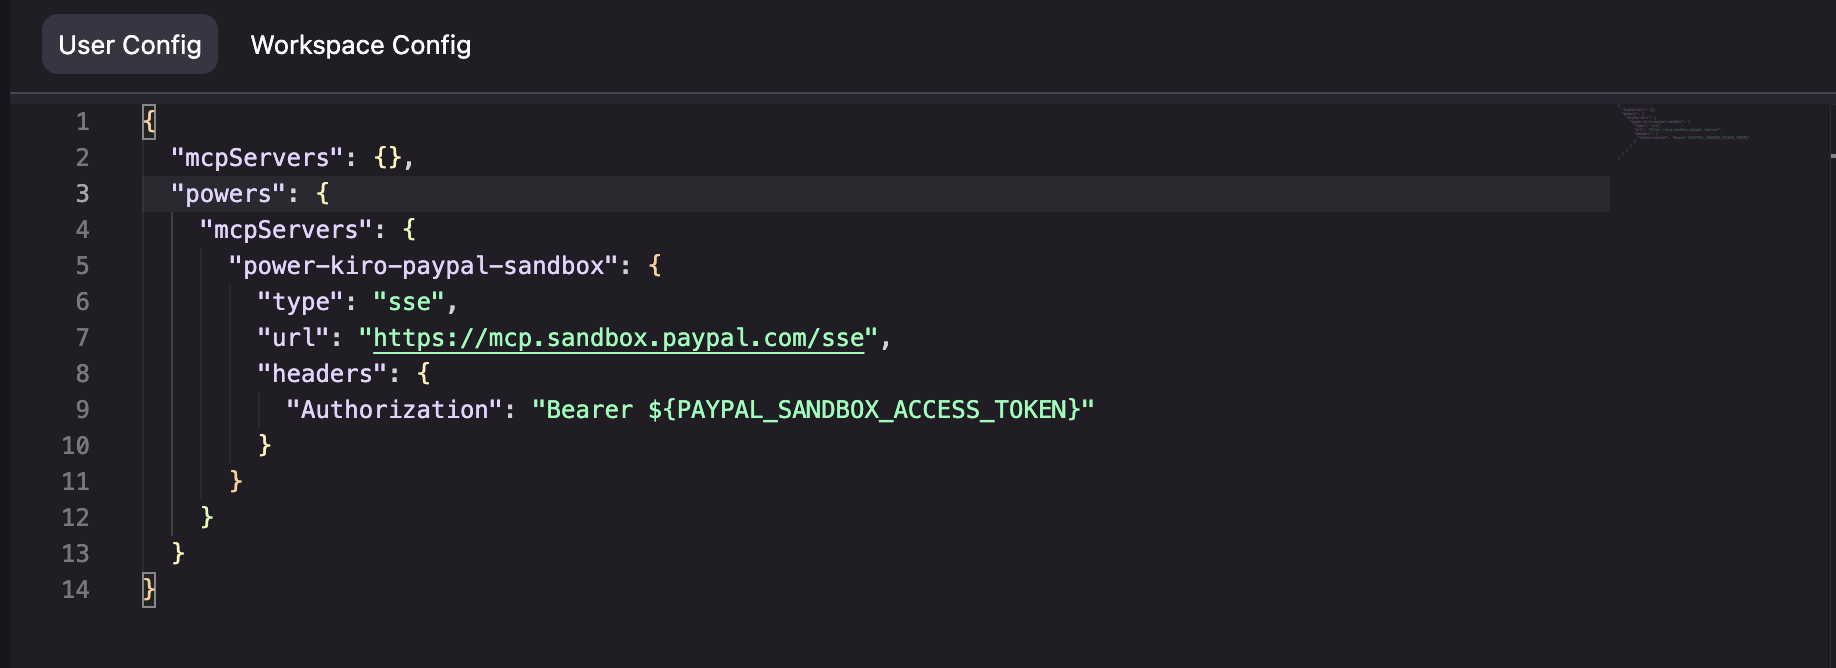 User Config
Workspace Config
1 {
2 "mcpServers": {},
3 "powers": {
4 "mcpServers": {
5 "power-kiro-paypal-sandbox": {
6 "type": "sse",
7 "url": "https://mcp.sandbox.paypal.com/sse",
8 "headers": {
9 "Authorization": "Bearer ${PAYPAL_SANDBOX_ACCESS_TOKEN}"
10 }
11 }
12 }
13 }
14 }